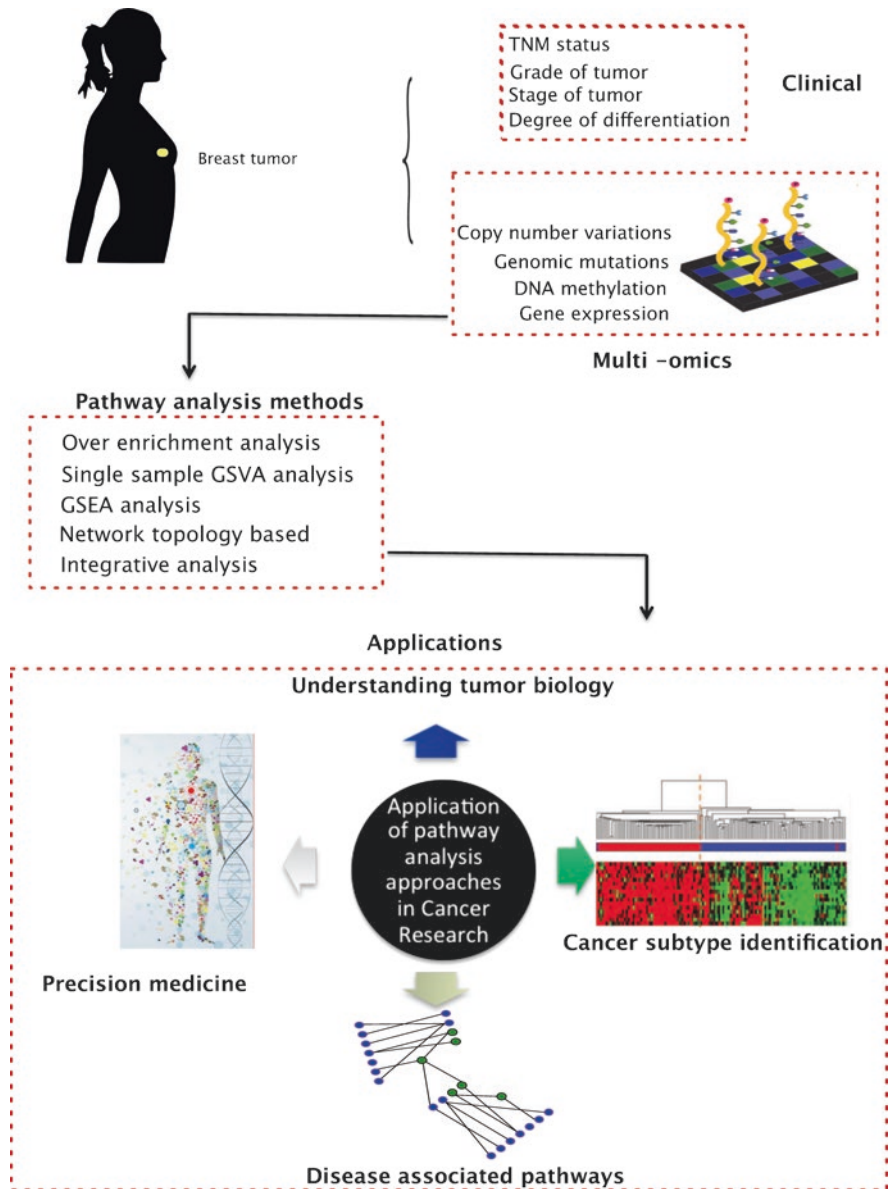 TNM status
Grade of tumor
Stage of tumor
Degree of differentiation
Clinical
Breast tumor
Copy number variations
Genomic mutations
DNA methylation
Gene expression
Multi -omics
Pathway analysis methods
Over enrichment analysis
Single sample GSVA analysis
GSEA analysis
Network topology based
Integrative analysis
Applications
Understanding tumor biology
Application
of pathway
analysis
approaches
in Cancer
Research
Cancer subtype identification
Precision medicine
Disease associated pathways